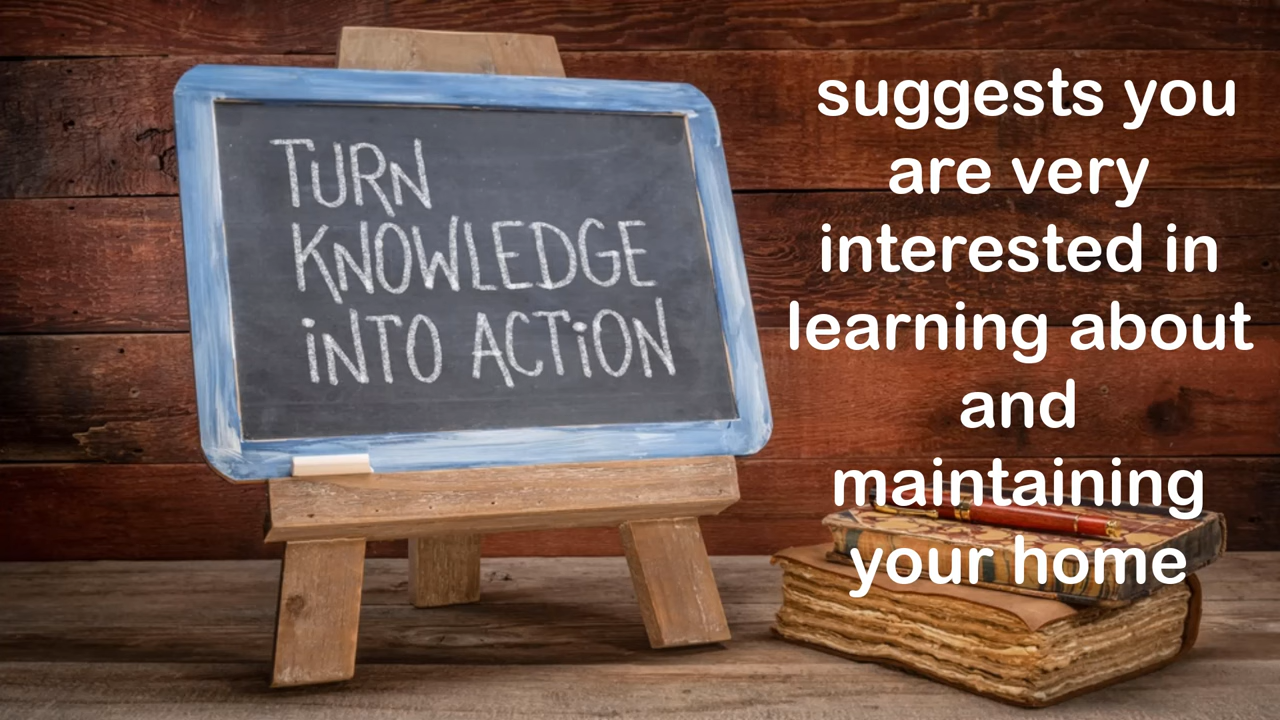 TURN
KNOWLEDGE
iNTO ACTiON
suggests you
are very
interested in
learning about
and
maintaining
your home